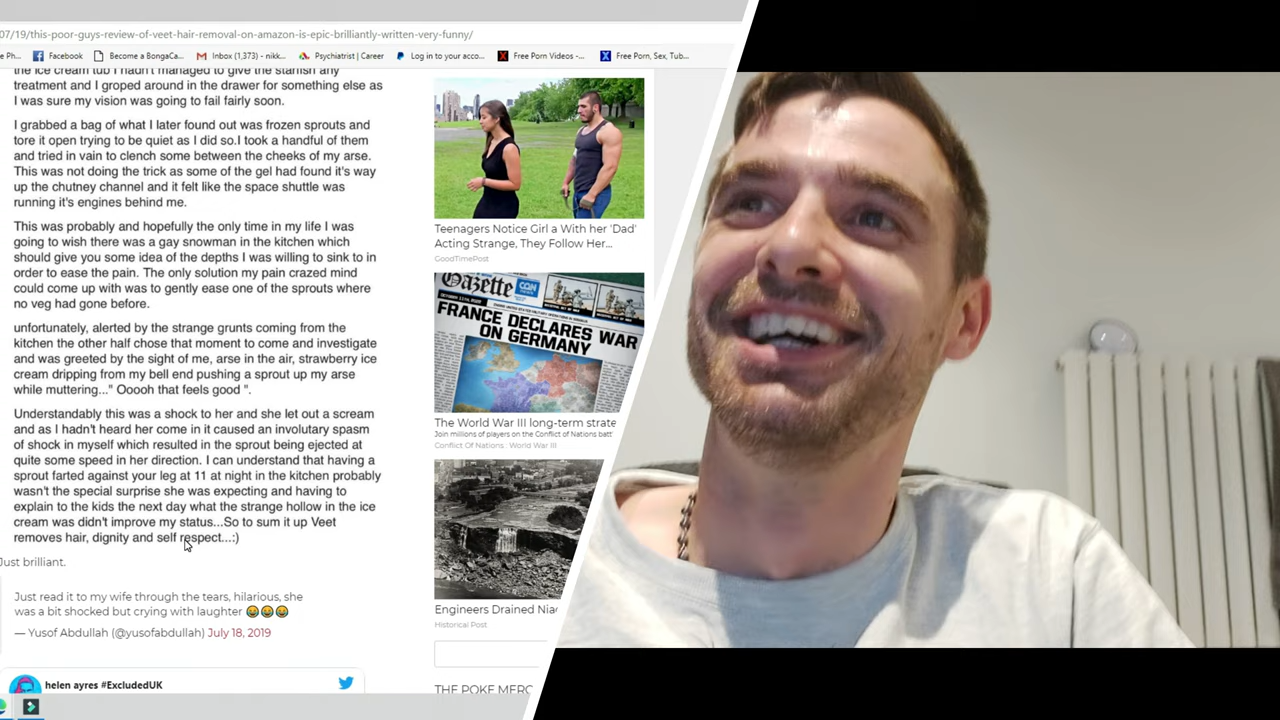 07/19/this-poor-guys-review-of-veet-hair-removal-on-amazon-is-epic-brilliantly-written-very-funny/
e Ph... Facebook Become a BongaCa... Inbox (1,373) - nikk... Psychiatrist | Career Log in to your acco... Free Porn Videos -... Free Porn, Sex, Tub...
the ice cream tub I hadn't managed to give the starfish any
treatment and I groped around in the drawer for something else as
I was sure my vision was going to fail fairly soon.
I grabbed a bag of what I later found out was frozen sprouts and
tore it open trying to be quiet as I did so.I took a handful of them
and tried in vain to clench some between the cheeks of my arse.
This was not doing the trick as some of the gel had found it's way
up the chutney channel and it felt like the space shuttle was
running it's engines behind me.
This was probably and hopefully the only time in my life I was
going to wish there was a gay snowman in the kitchen which
should give you some idea of the depths I was willing to sink to in
order to ease the pain. The only solution my pain crazed mind
could come up with was to gently ease one of the sprouts where
no veg had gone before.
unfortunately, alerted by the strange grunts coming from the
kitchen the other half chose that moment to come and investigate
and was greeted by the sight of me, arse in the air, strawberry ice
cream dripping from my bell end pushing a sprout up my arse
while muttering..." Ooooh that feels good ".
Understandably this was a shock to her and she let out a scream
and as I hadn't heard her come in it caused an involutary spasm
of shock in myself which resulted in the sprout being ejected at
quite some speed in her direction. I can understand that having a
sprout farted against your leg at 11 at night in the kitchen probably
wasn't the special surprise she was expecting and having to
explain to the kids the next day what the strange hollow in the ice
cream was didn't improve my status...So to sum it up Veet
removes hair, dignity and self respect...:)
Just brilliant.
Just read it to my wife through the tears, hilarious, she
was a bit shocked but crying with laughter 😂😂😂
— Yusof Abdullah (@yusofabdullah) July 18, 2019
helen ayres #ExcludedUK
Teenagers Notice Girl a With her 'Dad'
Acting Strange, They Follow Her...
GoodTimePost
Gazette CON
FRANCE DECLARES WAR
ON GERMANY
The World War III long-term strate
Join millions of players on the Conflict of Nations batt
Conflict Of Nations · World War III
Engineers Drained Nia
Historical Post
THE POKE MERC